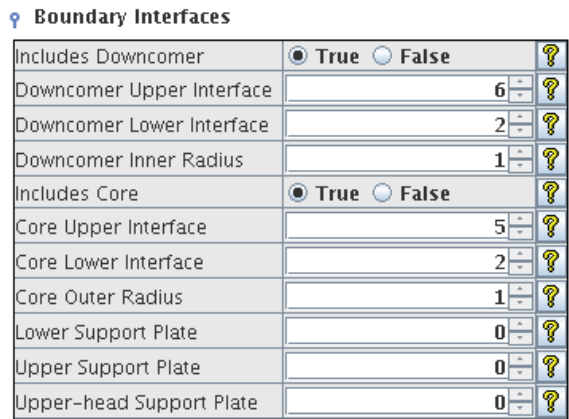 Boundary Interfaces
Includes Downcomer True False ?
Downcomer Upper Interface 6 ?
Downcomer Lower Interface 2 ?
Downcomer Inner Radius 1 ?
Includes Core True False ?
Core Upper Interface 5 ?
Core Lower Interface 2 ?
Core Outer Radius 1 ?
Lower Support Plate 0 ?
Upper Support Plate 0 ?
Upper-head Support Plate 0 ?